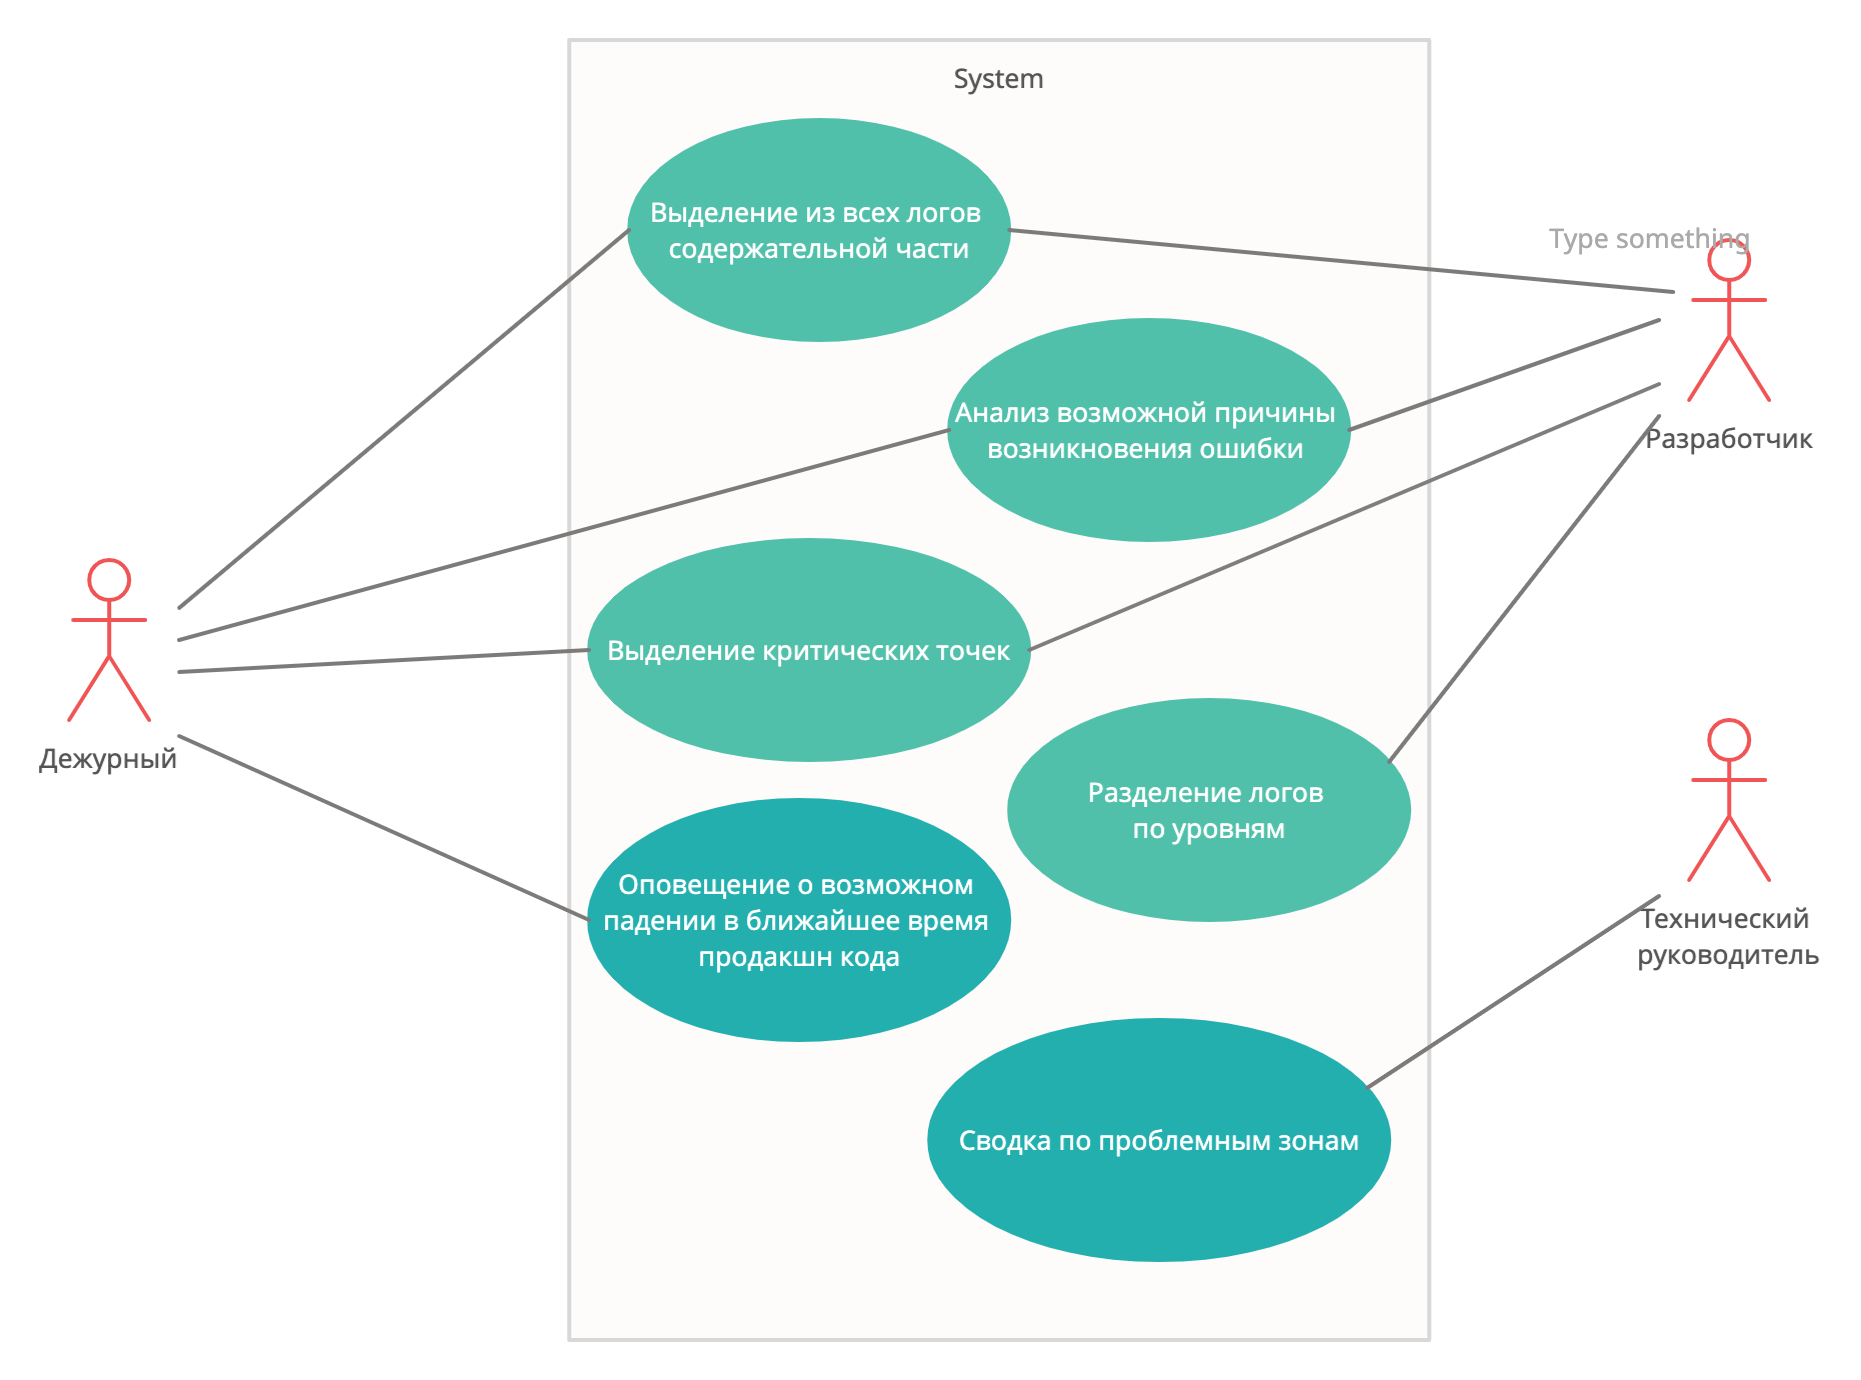 System
Выделение из всех логов
содержательной части
Type something
Анализ возможной причины
возникновения ошибки
Разработчик
Выделение критических точек
Дежурный
Разделение логов
по уровням
Оповещение о возможном
падении в ближайшее время
продакшн кода
Технический
руководитель
Сводка по проблемным зонам